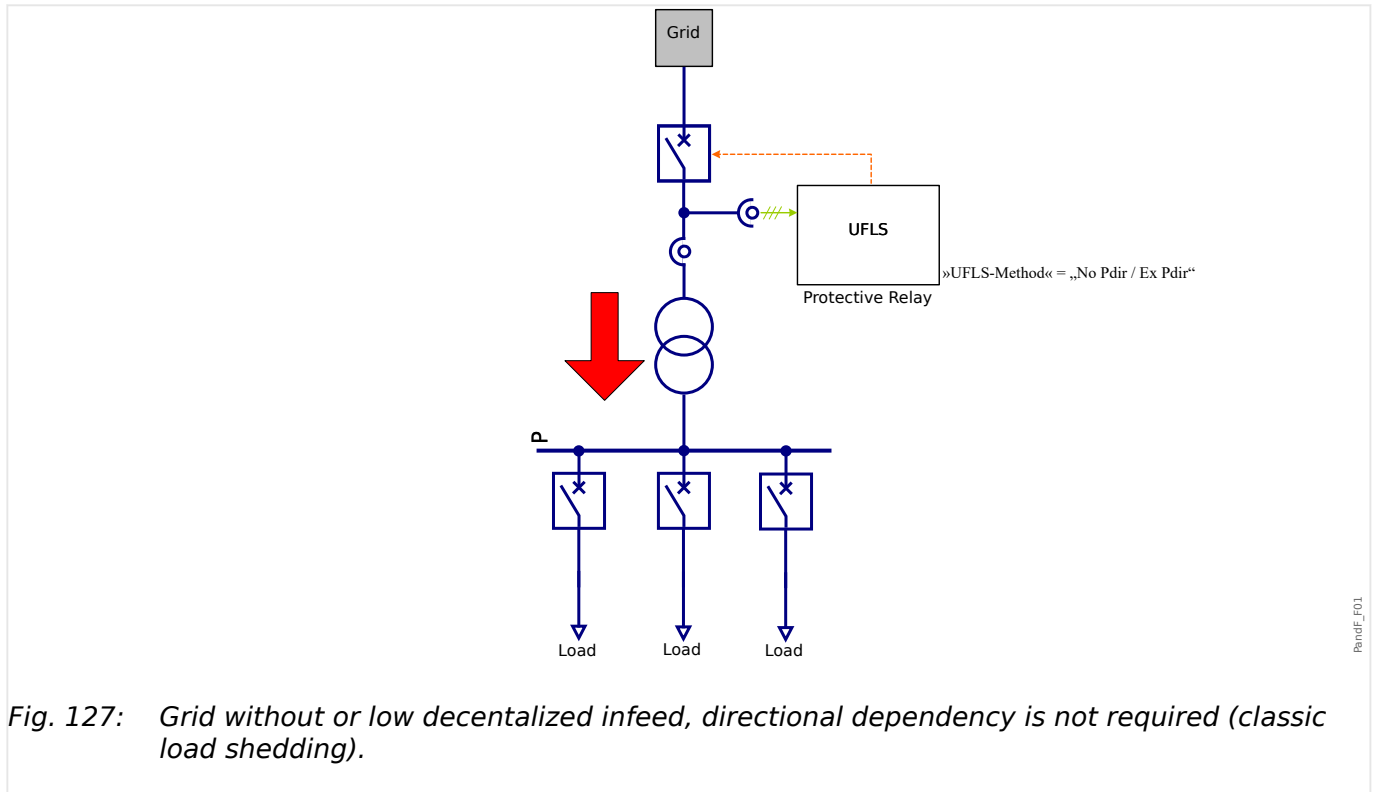 Grid
UFLS
»UFLS-Method« = „No Pdir / Ex Pdir“
Protective Relay
P
Load
Load
Load
PandF_F01
Fig. 127: Grid without or low decentalized infeed, directional dependency is not required (classic
load shedding).